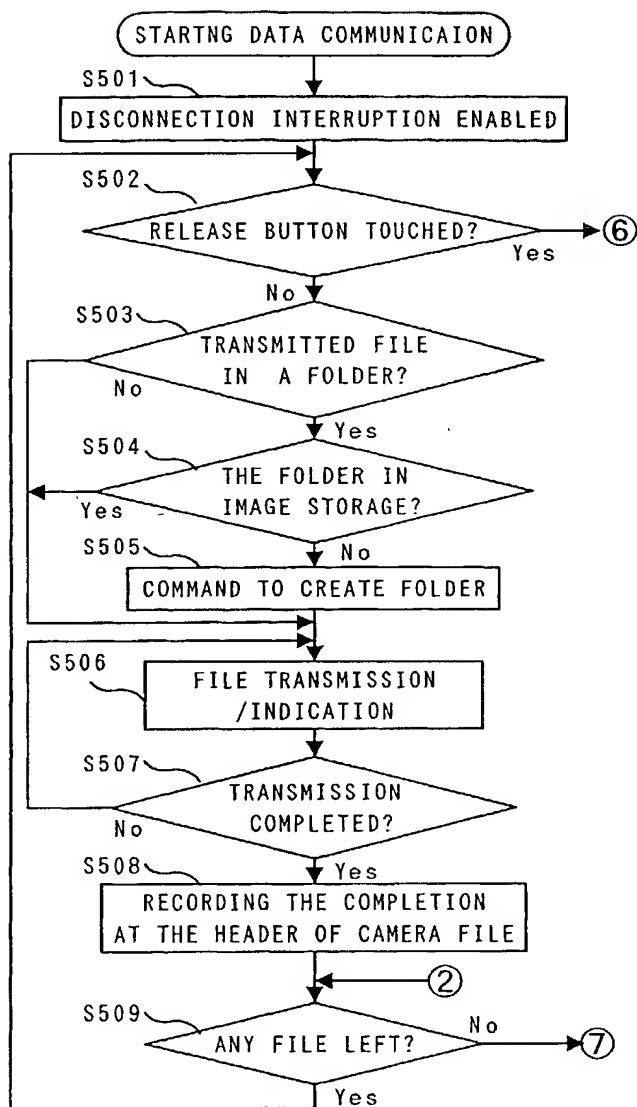 STARTNG DATA COMMUNICAION
S501
DISCONNECTION INTERRUPTION ENABLED
S502
RELEASE BUTTON TOUCHED?
Yes
⑥
No
S503
TRANSMITTED FILE
IN A FOLDER?
No
Yes
S504
THE FOLDER IN
IMAGE STORAGE?
Yes
No
S505
COMMAND TO CREATE FOLDER
S506
FILE TRANSMISSION
/INDICATION
S507
TRANSMISSION
COMPLETED?
No
Yes
S508
RECORDING THE COMPLETION
AT THE HEADER OF CAMERA FILE
②
S509
ANY FILE LEFT?
No
⑦
Yes